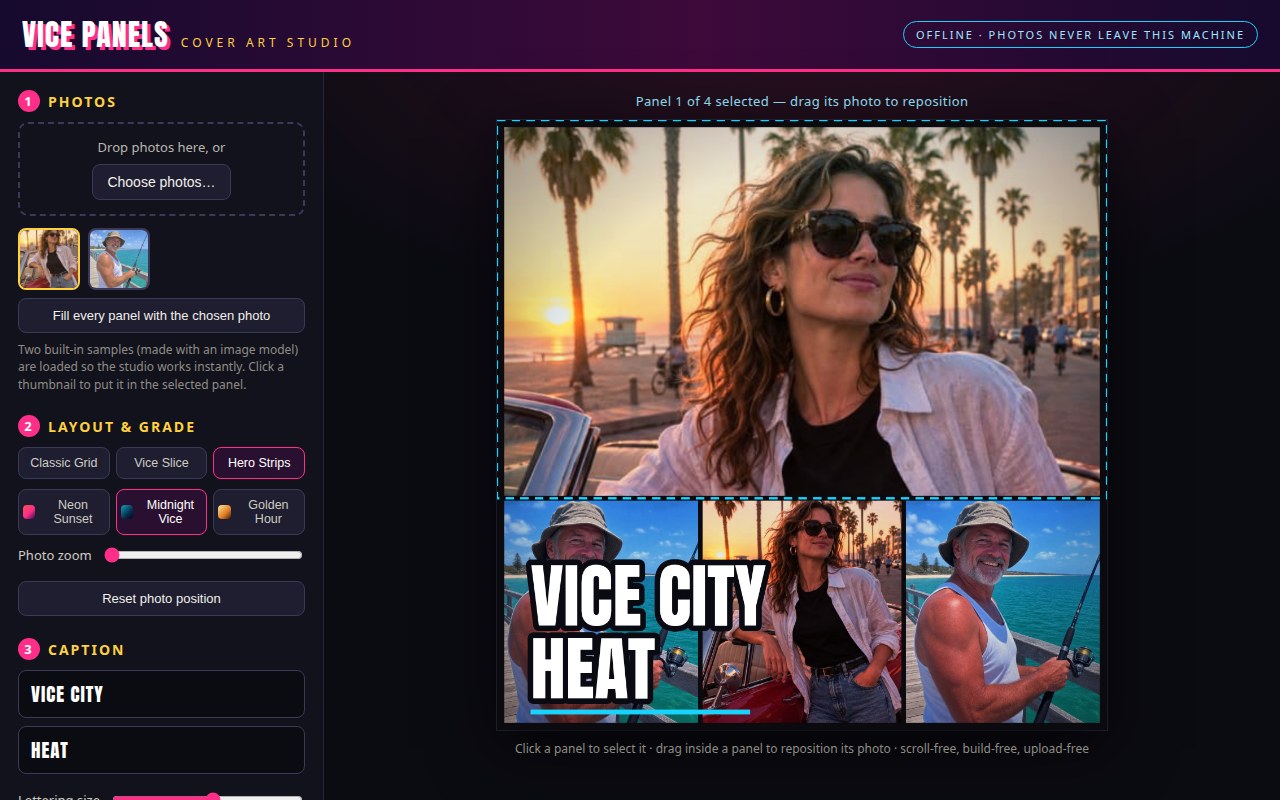 VICE PANELS COVER ART STUDIO
OFFLINE · PHOTOS NEVER LEAVE THIS MACHINE
1 PHOTOS
Drop photos here, or
Choose photos…
Fill every panel with the chosen photo
Two built-in samples (made with an image model)
are loaded so the studio works instantly. Click a
thumbnail to put it in the selected panel.
2 LAYOUT & GRADE
Classic Grid
Vice Slice
Hero Strips
Neon
Sunset
Midnight
Vice
Golden
Hour
Photo zoom
Reset photo position
3 CAPTION
VICE CITY
HEAT
Lettering size
Panel 1 of 4 selected — drag its photo to reposition
VICE CITY
HEAT
Click a panel to select it · drag inside a panel to reposition its photo · scroll-free, build-free, upload-free